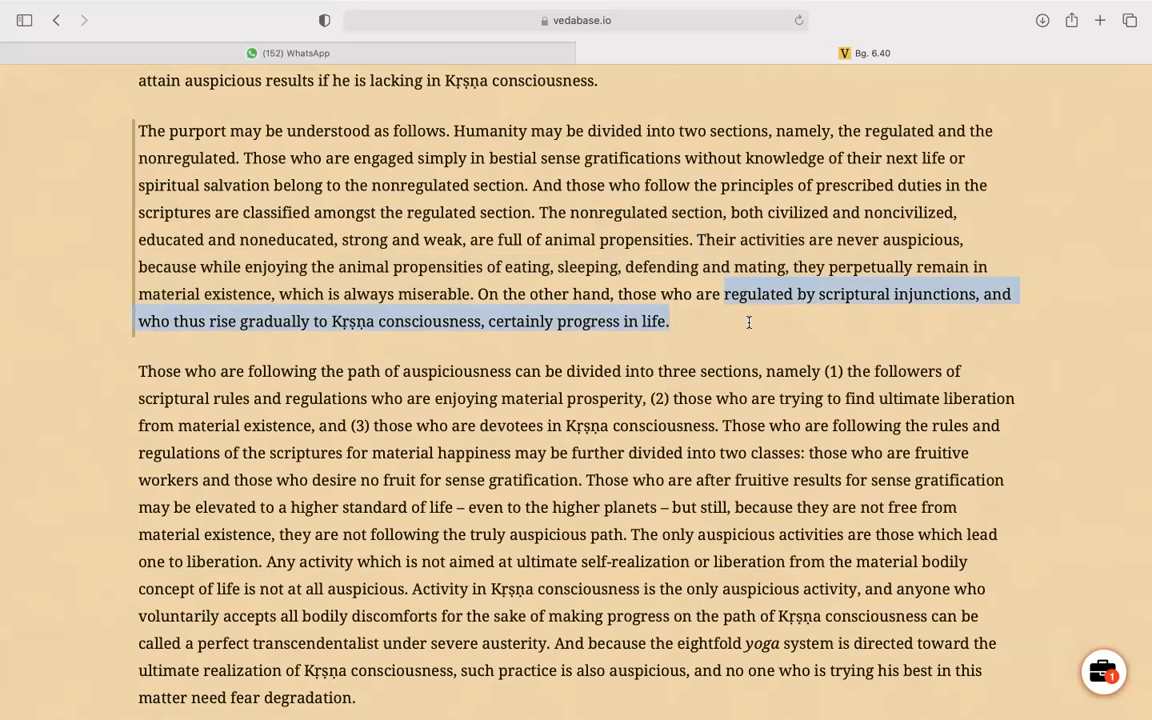 vedabase.io
(152) WhatsApp
V Bg. 6.40
attain auspicious results if he is lacking in Kṛṣṇa consciousness.
The purport may be understood as follows. Humanity may be divided into two sections, namely, the regulated and the
nonregulated. Those who are engaged simply in bestial sense gratifications without knowledge of their next life or
spiritual salvation belong to the nonregulated section. And those who follow the principles of prescribed duties in the
scriptures are classified amongst the regulated section. The nonregulated section, both civilized and noncivilized,
educated and noneducated, strong and weak, are full of animal propensities. Their activities are never auspicious,
because while enjoying the animal propensities of eating, sleeping, defending and mating, they perpetually remain in
material existence, which is always miserable. On the other hand, those who are regulated by scriptural injunctions, and
who thus rise gradually to Kṛṣṇa consciousness, certainly progress in life.
Those who are following the path of auspiciousness can be divided into three sections, namely (1) the followers of
scriptural rules and regulations who are enjoying material prosperity, (2) those who are trying to find ultimate liberation
from material existence, and (3) those who are devotees in Kṛṣṇa consciousness. Those who are following the rules and
regulations of the scriptures for material happiness may be further divided into two classes: those who are fruitive
workers and those who desire no fruit for sense gratification. Those who are after fruitive results for sense gratification
may be elevated to a higher standard of life – even to the higher planets – but still, because they are not free from
material existence, they are not following the truly auspicious path. The only auspicious activities are those which lead
one to liberation. Any activity which is not aimed at ultimate self-realization or liberation from the material bodily
concept of life is not at all auspicious. Activity in Kṛṣṇa consciousness is the only auspicious activity, and anyone who
voluntarily accepts all bodily discomforts for the sake of making progress on the path of Kṛṣṇa consciousness can be
called a perfect transcendentalist under severe austerity. And because the eightfold yoga system is directed toward the
ultimate realization of Kṛṣṇa consciousness, such practice is also auspicious, and no one who is trying his best in this
matter need fear degradation.
1